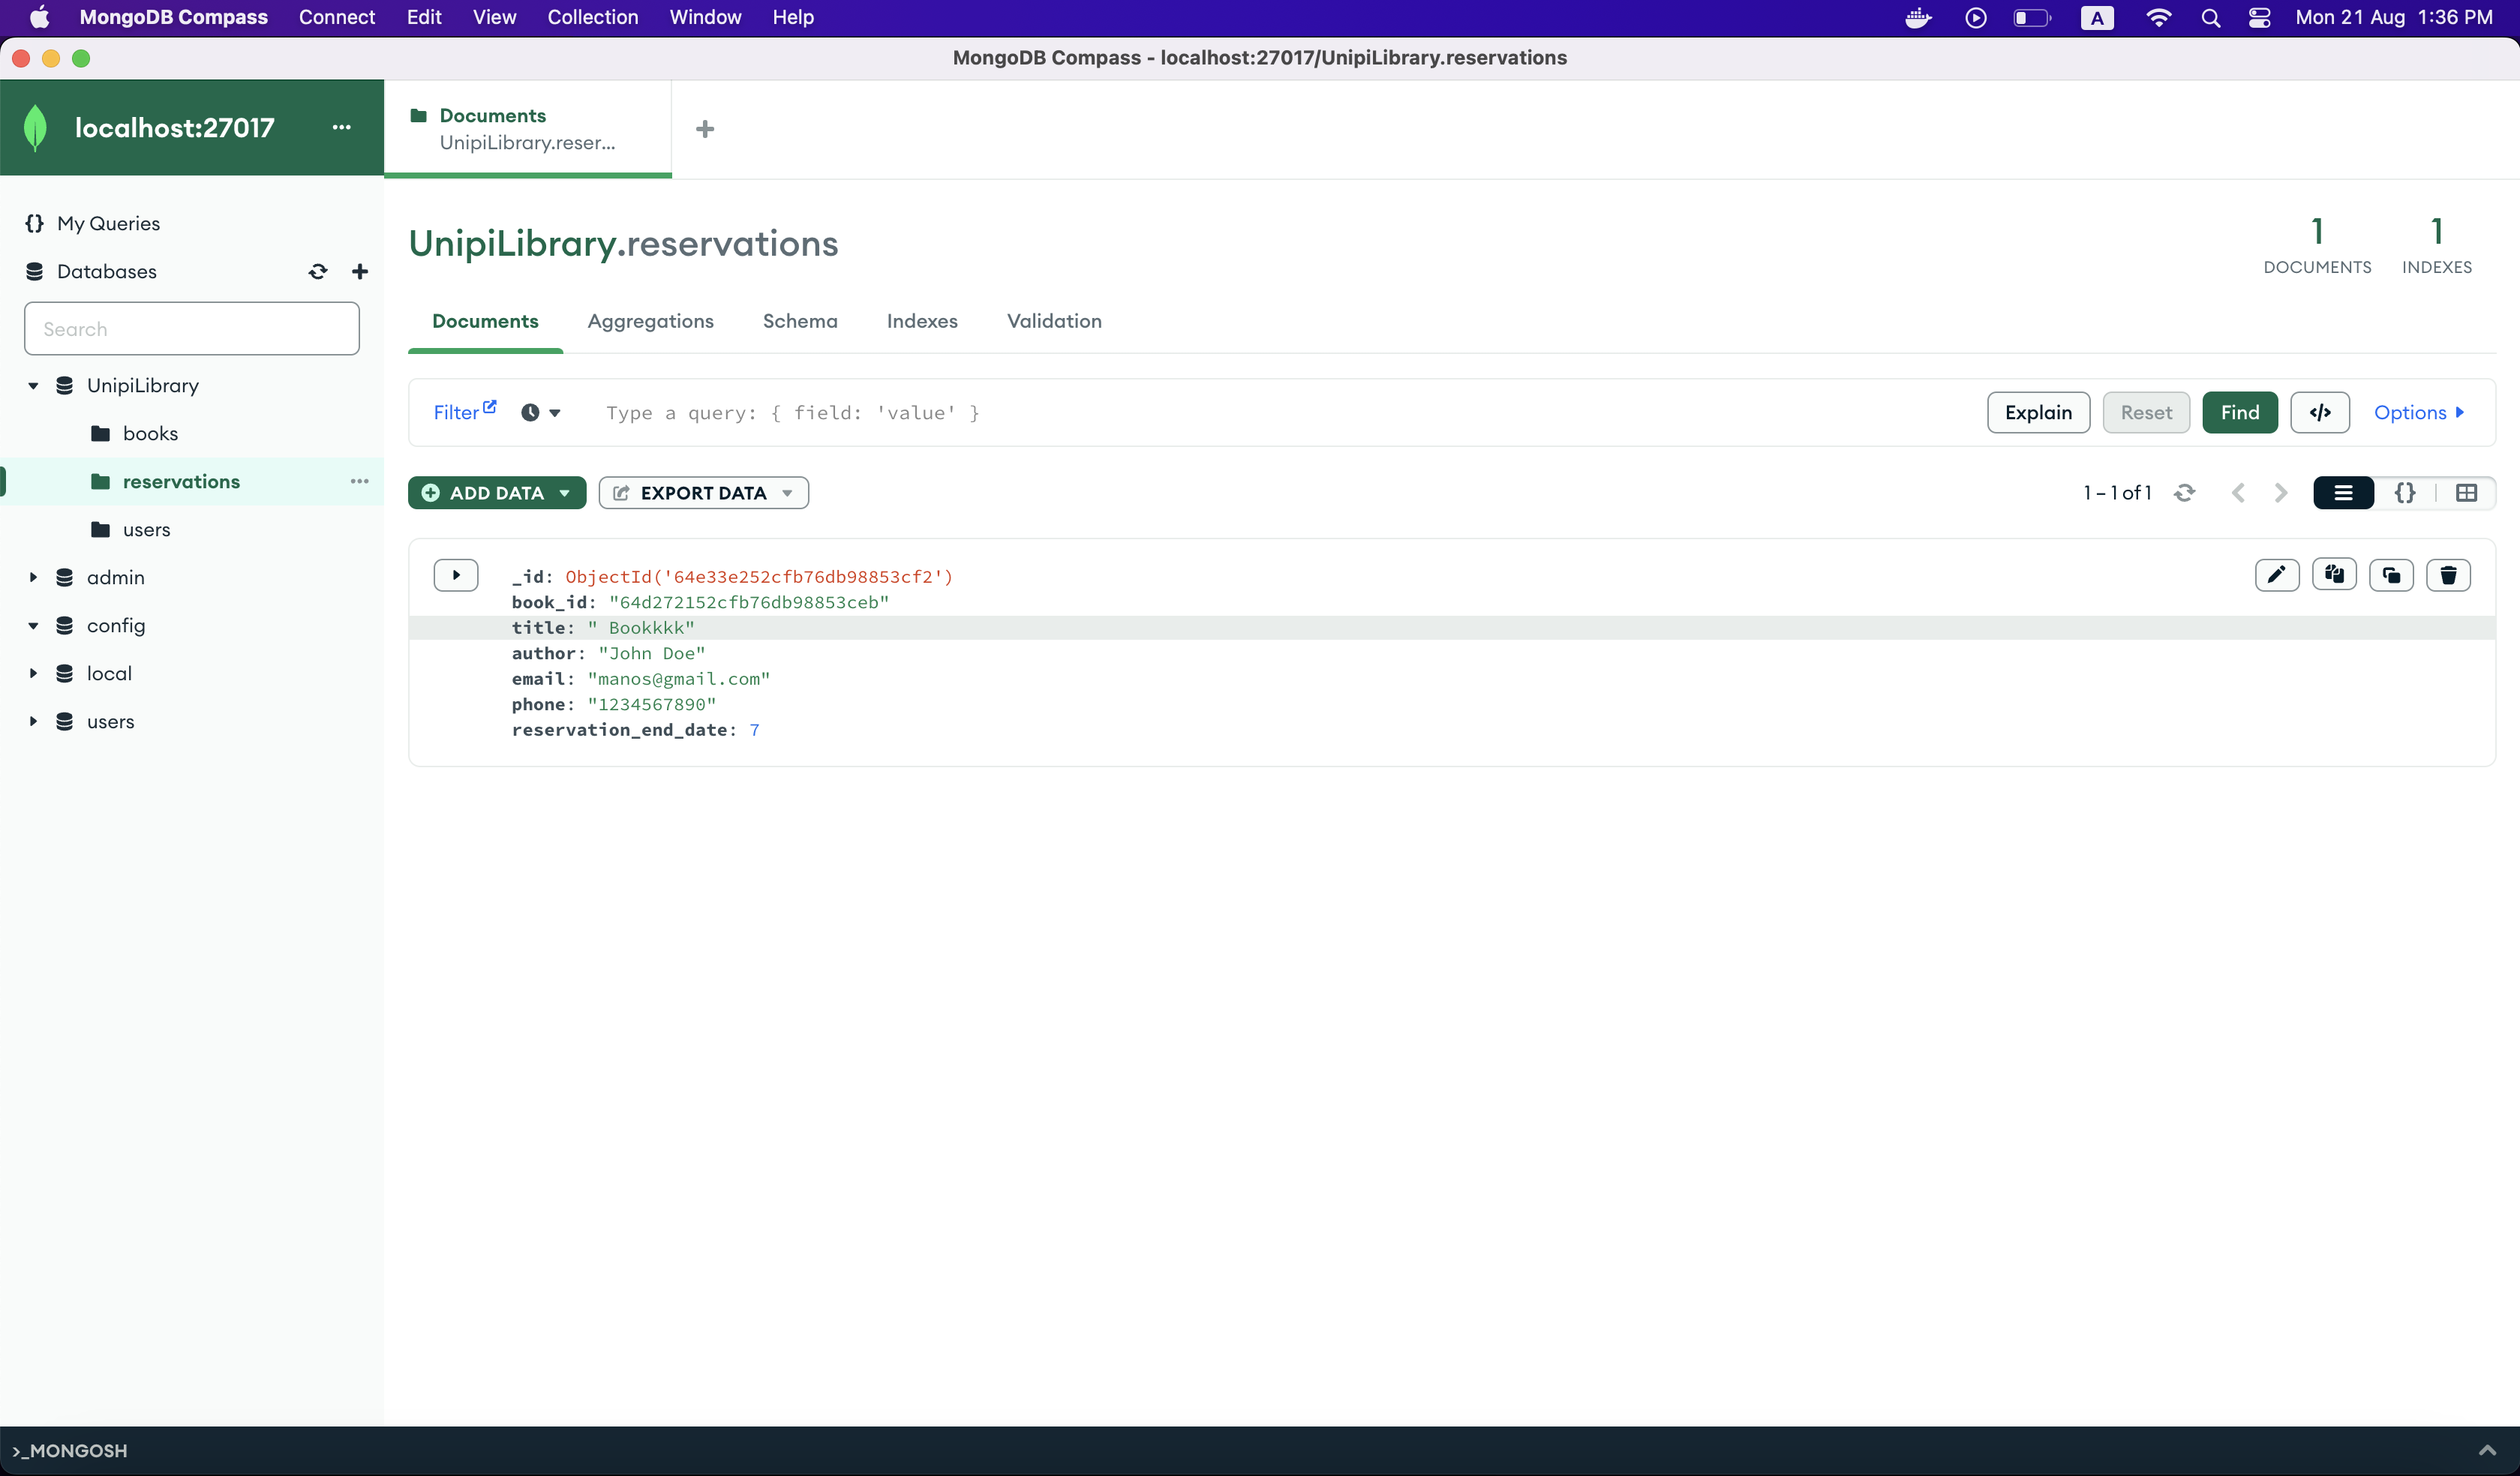 MongoDB Compass Connect Edit View Collection Window Help A Mon 21 Aug 1:36 PM
MongoDB Compass - localhost:27017/UnipiLibrary.reservations
localhost:27017
Documents
UnipiLibrary.reser...
My Queries
Databases
Search
UnipiLibrary
books
reservations
users
admin
config
local
users
UnipiLibrary.reservations
1
DOCUMENTS
1
INDEXES
Documents Aggregations Schema Indexes Validation
Filter Type a query: { field: 'value' } Explain Reset Find </> Options
ADD DATA EXPORT DATA 1 – 1 of 1 {}
_id: ObjectId('64e33e252cfb76db98853cf2')
book_id: "64d272152cfb76db98853ceb"
title: " Bookkkk"
author: "John Doe"
email: "manos@gmail.com"
phone: "1234567890"
reservation_end_date: 7
>_MONGOSH